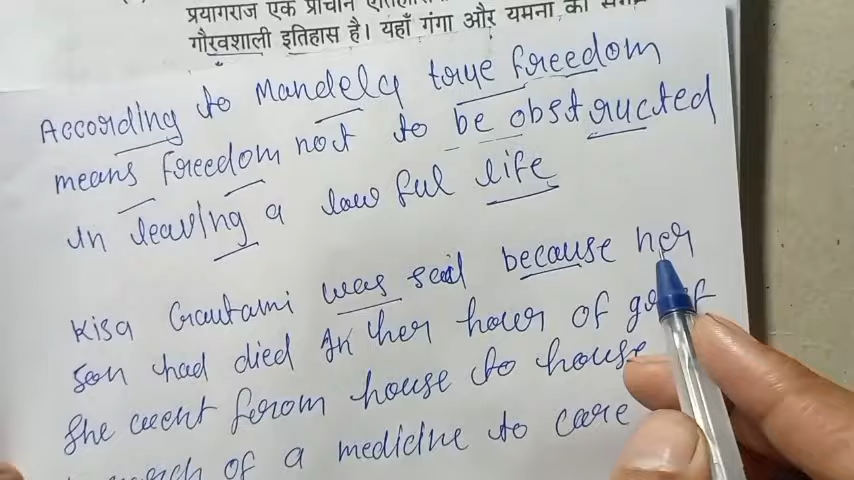 प्रयागराज एक प्राचीन
गौरवशाली इतिहास है। यहाँ गंगा और यमुना का
According to Mandela true freedom
means freedom not to be obstructed
in leaving a lawful life
Kisa Gautami was sad because her
son had died In her hour of grief
She went from house to house
of a medicine to care